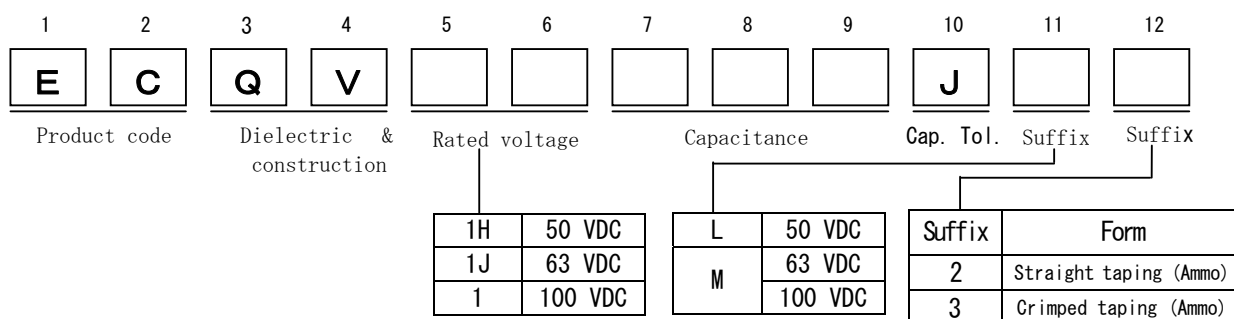 1 2 3 4 5 6 7 8 9 10 11 12
E C Q V J
Product code Dielectric & construction Rated voltage Capacitance Cap. Tol. Suffix Suffix
1H 50 VDC
1J 63 VDC
1 100 VDC
L 50 VDC
M 63 VDC
100 VDC
Suffix Form
2 Straight taping (Ammo)
3 Crimped taping (Ammo)